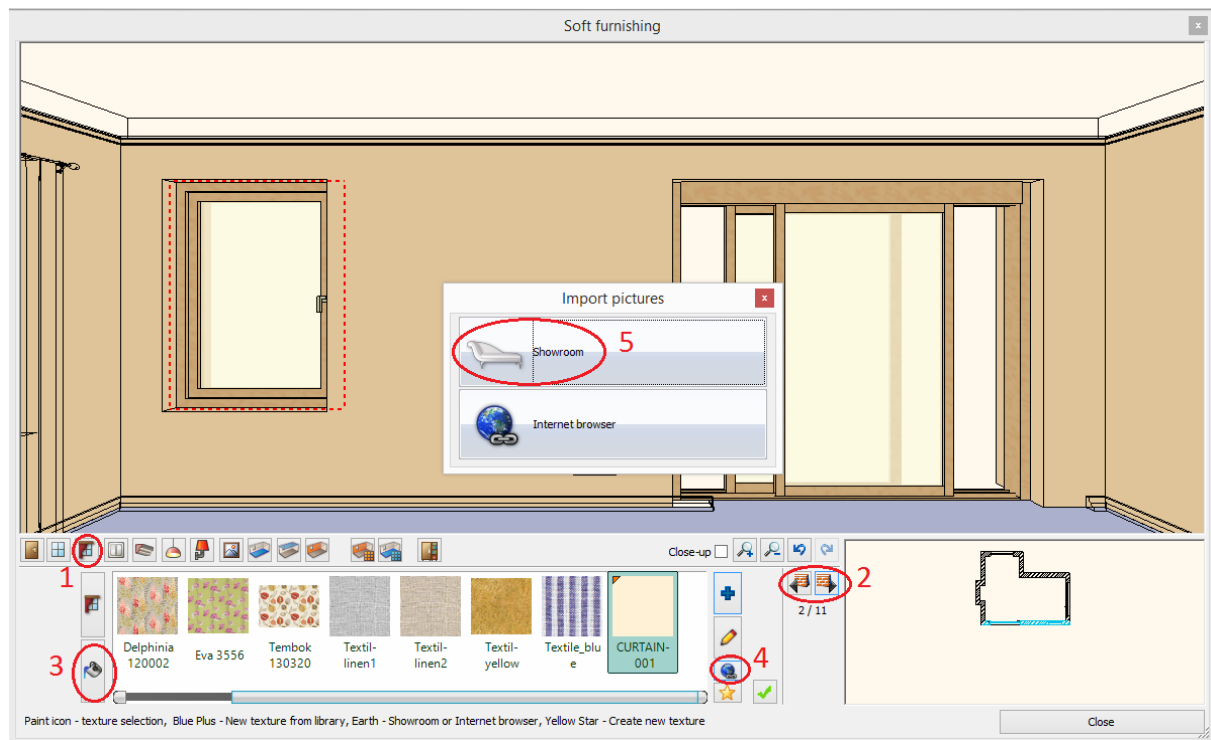 Soft furnishing
x
Import pictures
x
Showroom
5
Internet browser
1
Close-up
2
2 / 11
3
Delphinia
120002
Eva 3556
Tembok
130320
Textil-
linen1
Textil-
linen2
Textil-
yellow
Textile_blu
e
CURTAIN-
001
4
Paint icon - texture selection, Blue Plus - New texture from library, Earth - Showroom or Internet browser, Yellow Star - Create new texture
Close